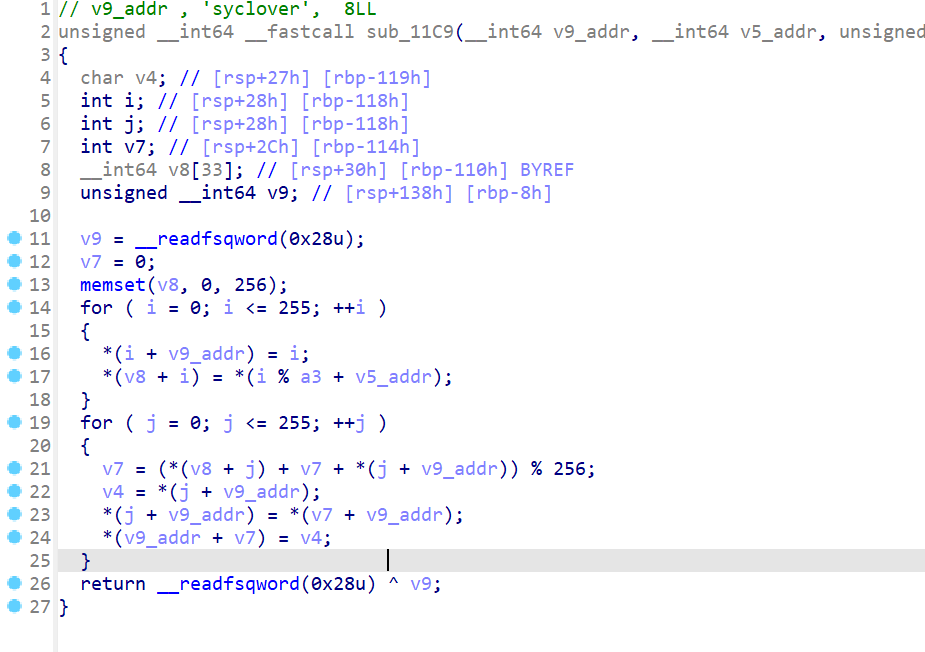 1 // v9_addr , 'syclover', 8LL
2 unsigned __int64 __fastcall sub_11C9(__int64 v9_addr, __int64 v5_addr, unsigned
3 {
4 char v4; // [rsp+27h] [rbp-119h]
5 int i; // [rsp+28h] [rbp-118h]
6 int j; // [rsp+28h] [rbp-118h]
7 int v7; // [rsp+2Ch] [rbp-114h]
8 __int64 v8[33]; // [rsp+30h] [rbp-110h] BYREF
9 unsigned __int64 v9; // [rsp+138h] [rbp-8h]
10
11 v9 = __readfsqword(0x28u);
12 v7 = 0;
13 memset(v8, 0, 256);
14 for ( i = 0; i <= 255; ++i )
15 {
16 *(i + v9_addr) = i;
17 *(v8 + i) = *(i % a3 + v5_addr);
18 }
19 for ( j = 0; j <= 255; ++j )
20 {
21 v7 = (*(v8 + j) + v7 + *(j + v9_addr)) % 256;
22 v4 = *(j + v9_addr);
23 *(j + v9_addr) = *(v7 + v9_addr);
24 *(v9_addr + v7) = v4;
25 }
26 return __readfsqword(0x28u) ^ v9;
27 }